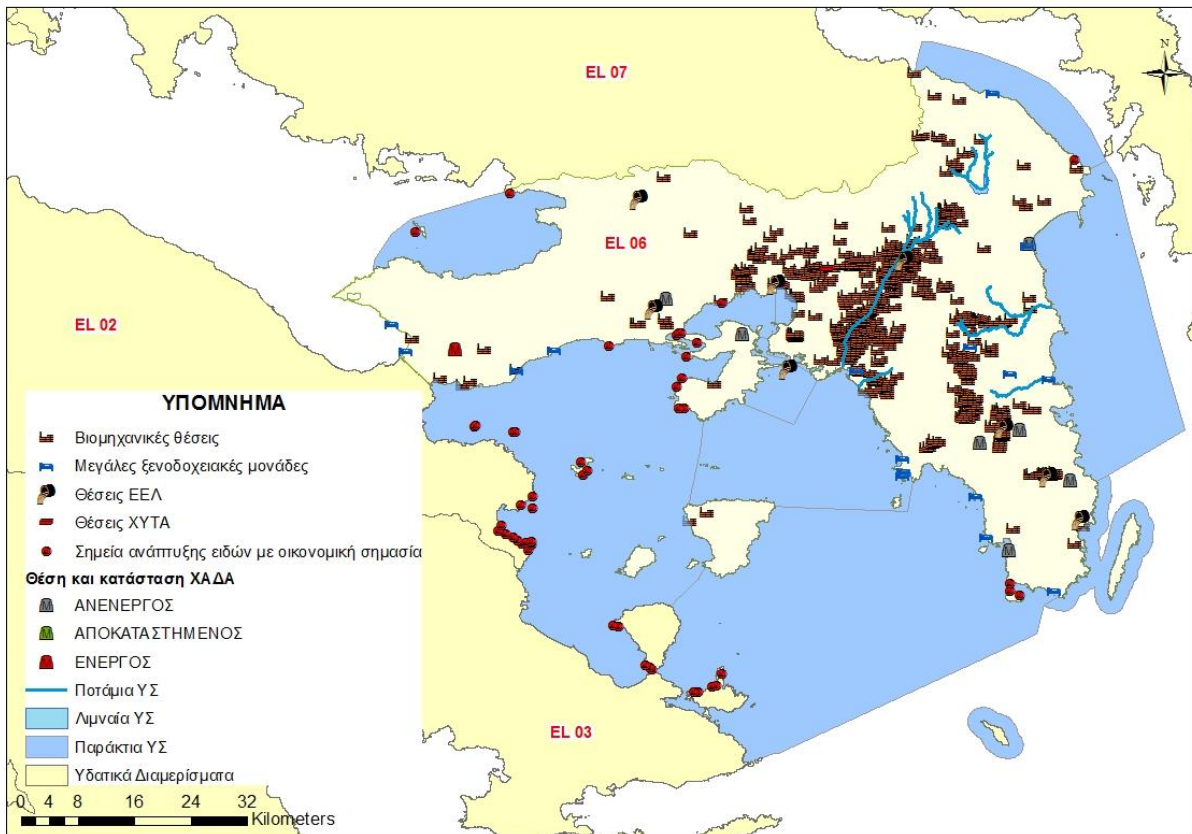 EL 07
N
EL 06
EL 02
EL 03
ΥΠΟΜΝΗΜΑ
Βιομηχανικές θέσεις
Μεγάλες ξενοδοχειακές μονάδες
Θέσεις ΕΕΛ
Θέσεις ΧΥΤΑ
Σημεία ανάπτυξης ειδών με οικονομική σημασία
Θέση και κατάσταση ΧΑΔΑ
ΑΝΕΝΕΡΓΟΣ
ΑΠΟΚΑΤΑΣΤΗΜΕΝΟΣ
ΕΝΕΡΓΟΣ
Ποτάμια ΥΣ
Λιμναία ΥΣ
Παράκτια ΥΣ
Υδατικά Διαμερίσματα
0 4 8 16 24 32
Kilometers